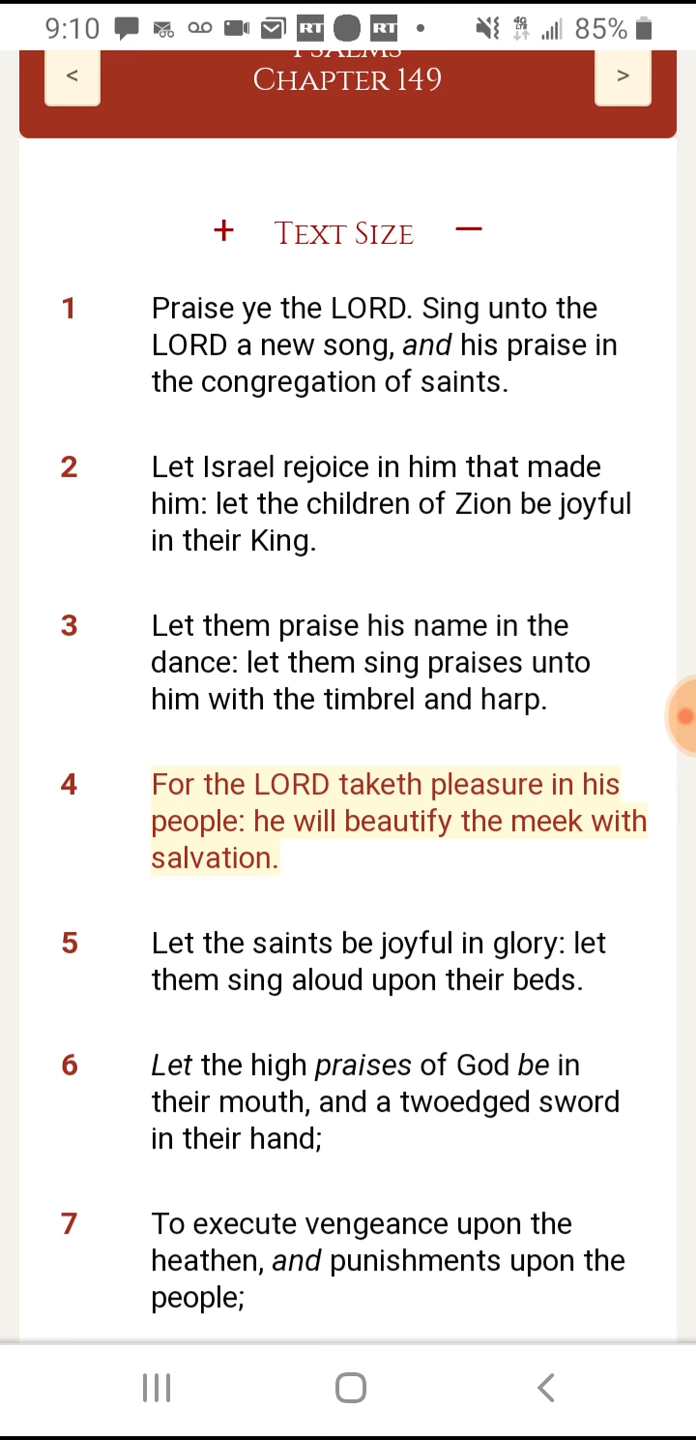 9:10 RT RT 4G 85%
PSALMS
CHAPTER 149
< >
+ TEXT SIZE −
1 Praise ye the LORD. Sing unto the
LORD a new song, and his praise in
the congregation of saints.
2 Let Israel rejoice in him that made
him: let the children of Zion be joyful
in their King.
3 Let them praise his name in the
dance: let them sing praises unto
him with the timbrel and harp.
4 For the LORD taketh pleasure in his
people: he will beautify the meek with
salvation.
5 Let the saints be joyful in glory: let
them sing aloud upon their beds.
6 Let the high praises of God be in
their mouth, and a twoedged sword
in their hand;
7 To execute vengeance upon the
heathen, and punishments upon the
people;